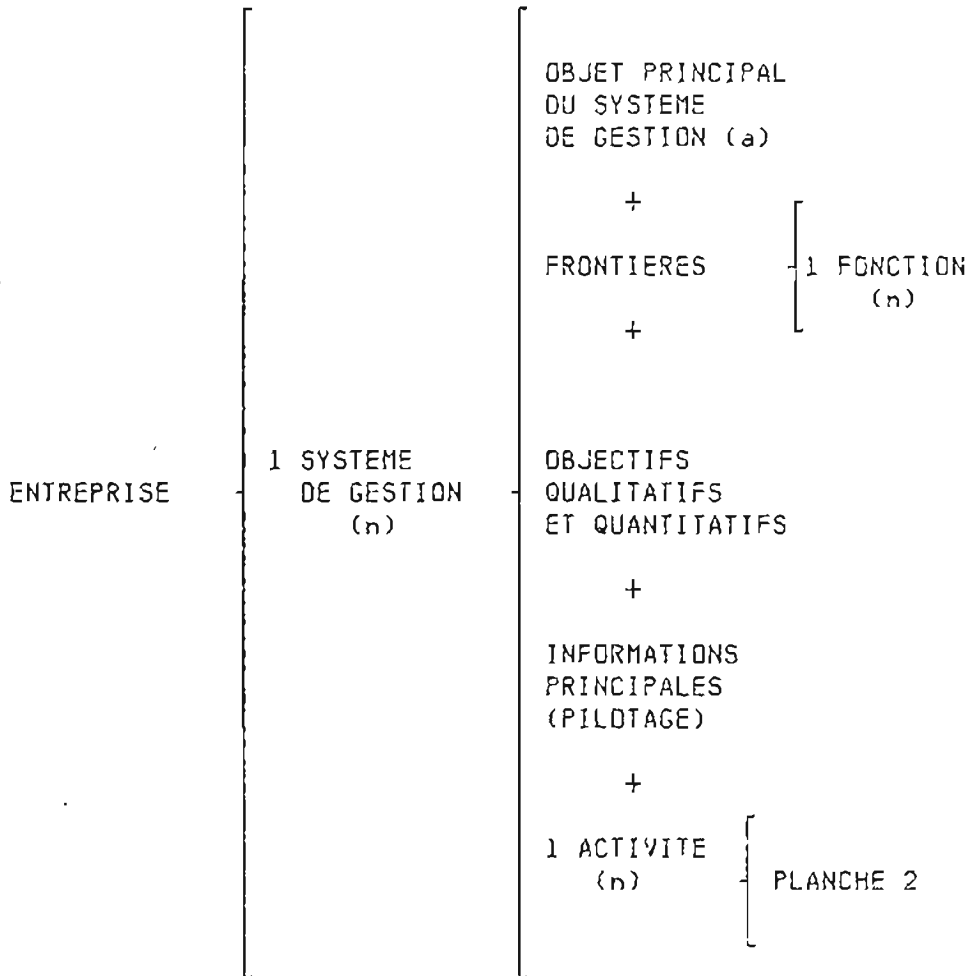 OBJET PRINCIPAL
DU SYSTEME
DE GESTION (a)
+
FRONTIERES
1 FONCTION
(n)
+
ENTREPRISE
1 SYSTEME
DE GESTION
(n)
OBJECTIFS
QUALITATIFS
ET QUANTITATIFS
+
INFORMATIONS
PRINCIPALES
(PILOTAGE)
+
1 ACTIVITE
(n)
PLANCHE 2